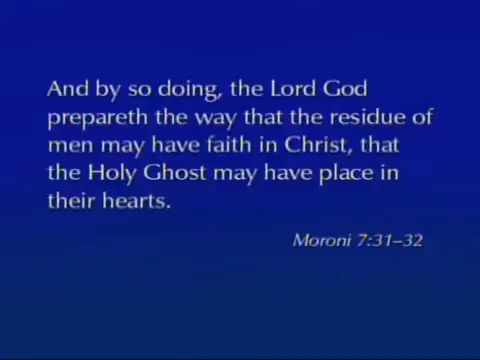 And by so doing, the Lord God
prepareth the way that the residue of
men may have faith in Christ, that
the Holy Ghost may have place in
their hearts.
Moroni 7:31–32